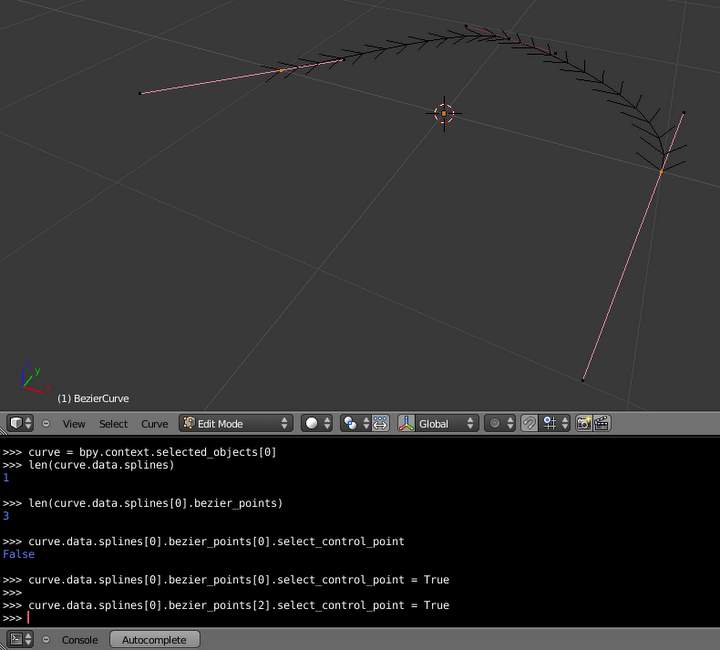 y
(1) BezierCurve
View Select Curve Edit Mode Global
>>> curve = bpy.context.selected_objects[0]
>>> len(curve.data.splines)
1
>>> len(curve.data.splines[0].bezier_points)
3
>>> curve.data.splines[0].bezier_points[0].select_control_point
False
>>> curve.data.splines[0].bezier_points[0].select_control_point = True
>>>
>>> curve.data.splines[0].bezier_points[2].select_control_point = True
>>>
Console Autocomplete